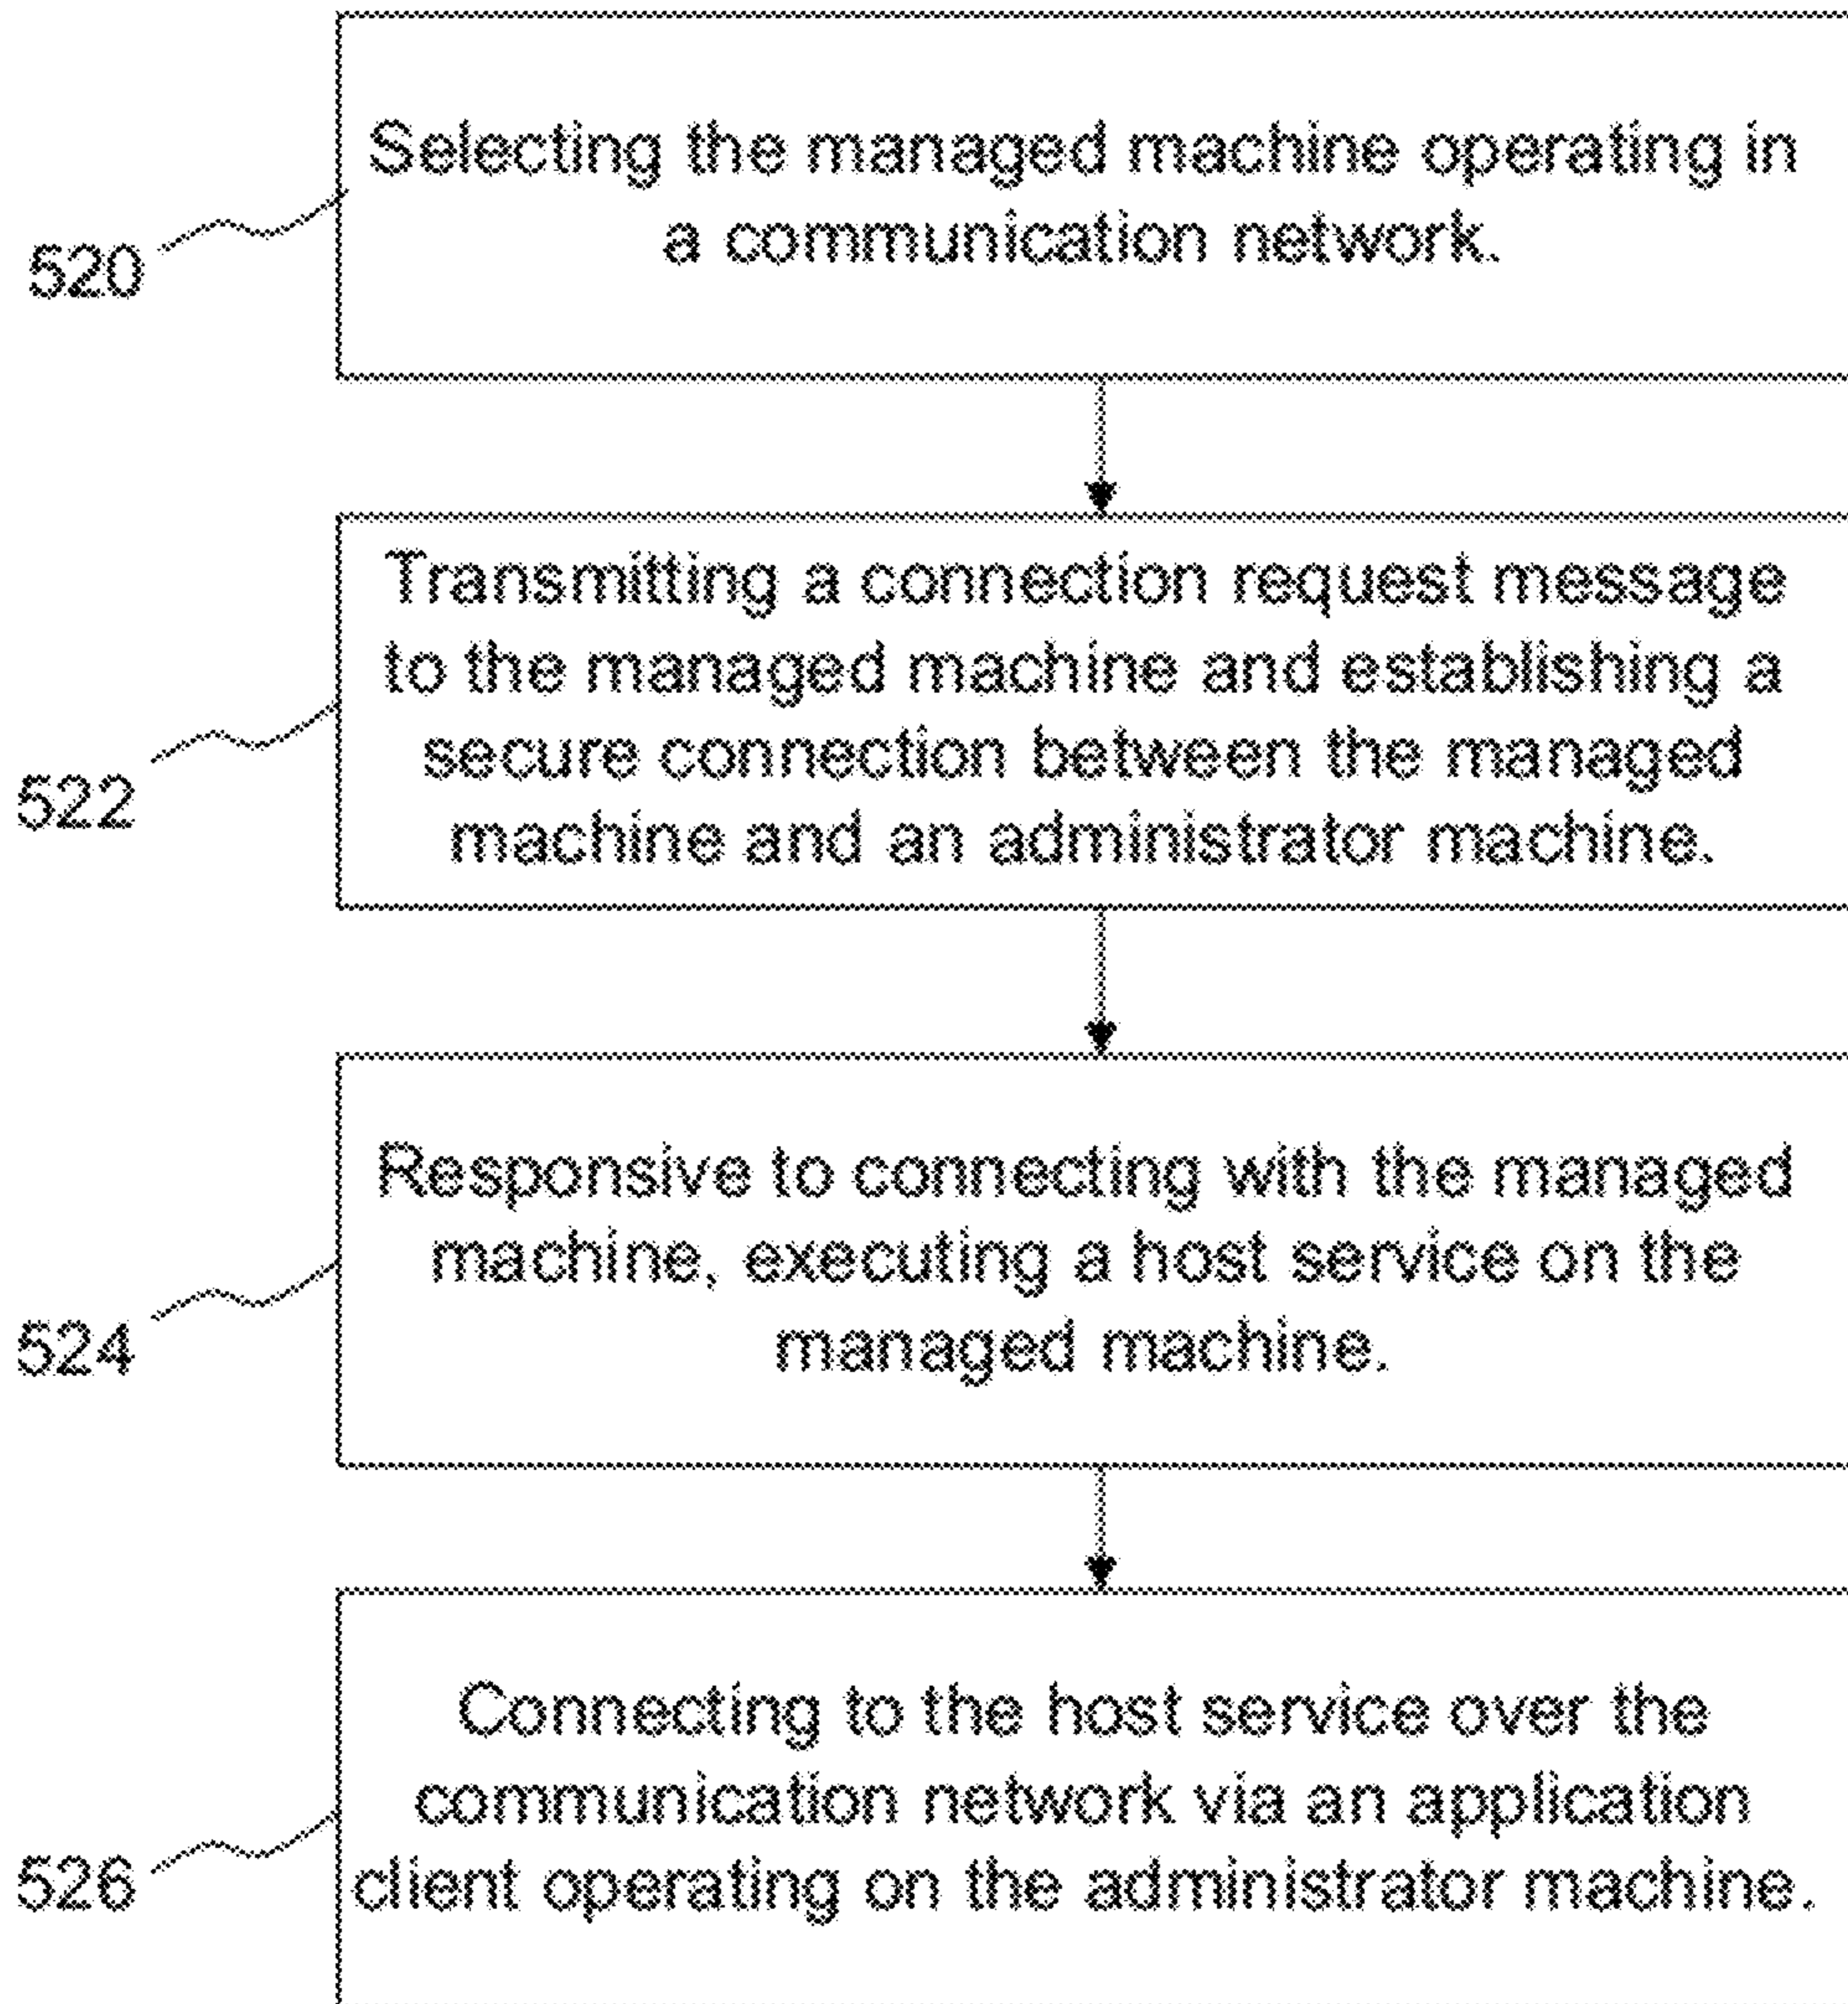 Selecting the managed machine operating in
a communication network.
520
Transmitting a connection request message
to the managed machine and establishing a
secure connection between the managed
machine and an administrator machine.
522
Responsive to connecting with the managed
machine, executing a host service on the
managed machine.
524
Connecting to the host service over the
communication network via an application
client operating on the administrator machine.
526